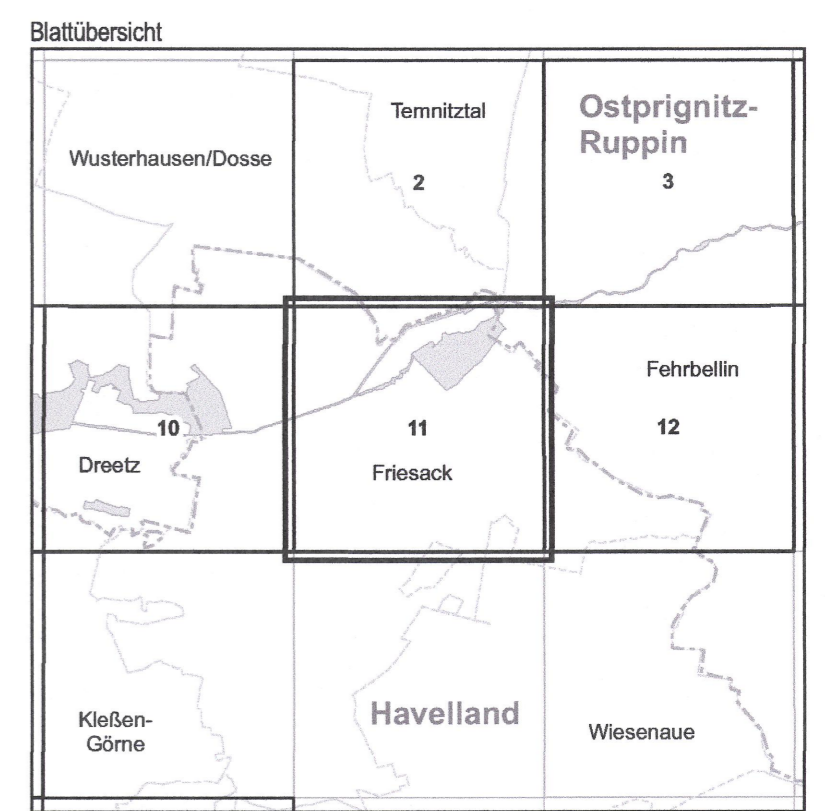 Blattübersicht
Temnitztal
Ostprignitz-
Ruppin
Wusterhausen/Dosse
2
3
Fehrbellin
10
11
12
Dreetz
Friesack
Kleßen-
Görne
Havelland
Wiesenaue